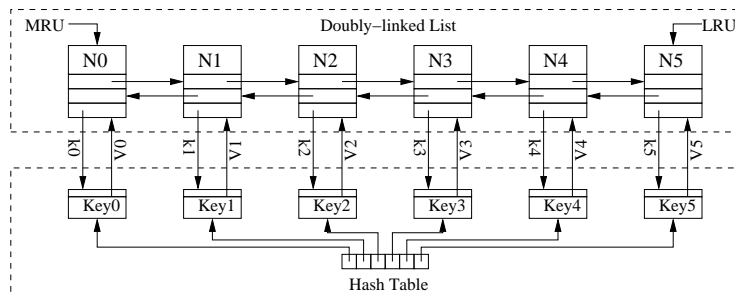 MRU
Doubly-linked List
LRU
N0 N1 N2 N3 N4 N5
k0 V0 k1 V1 k2 V2 k3 V3 k4 V4 k5 V5
Key0 Key1 Key2 Key3 Key4 Key5
Hash Table